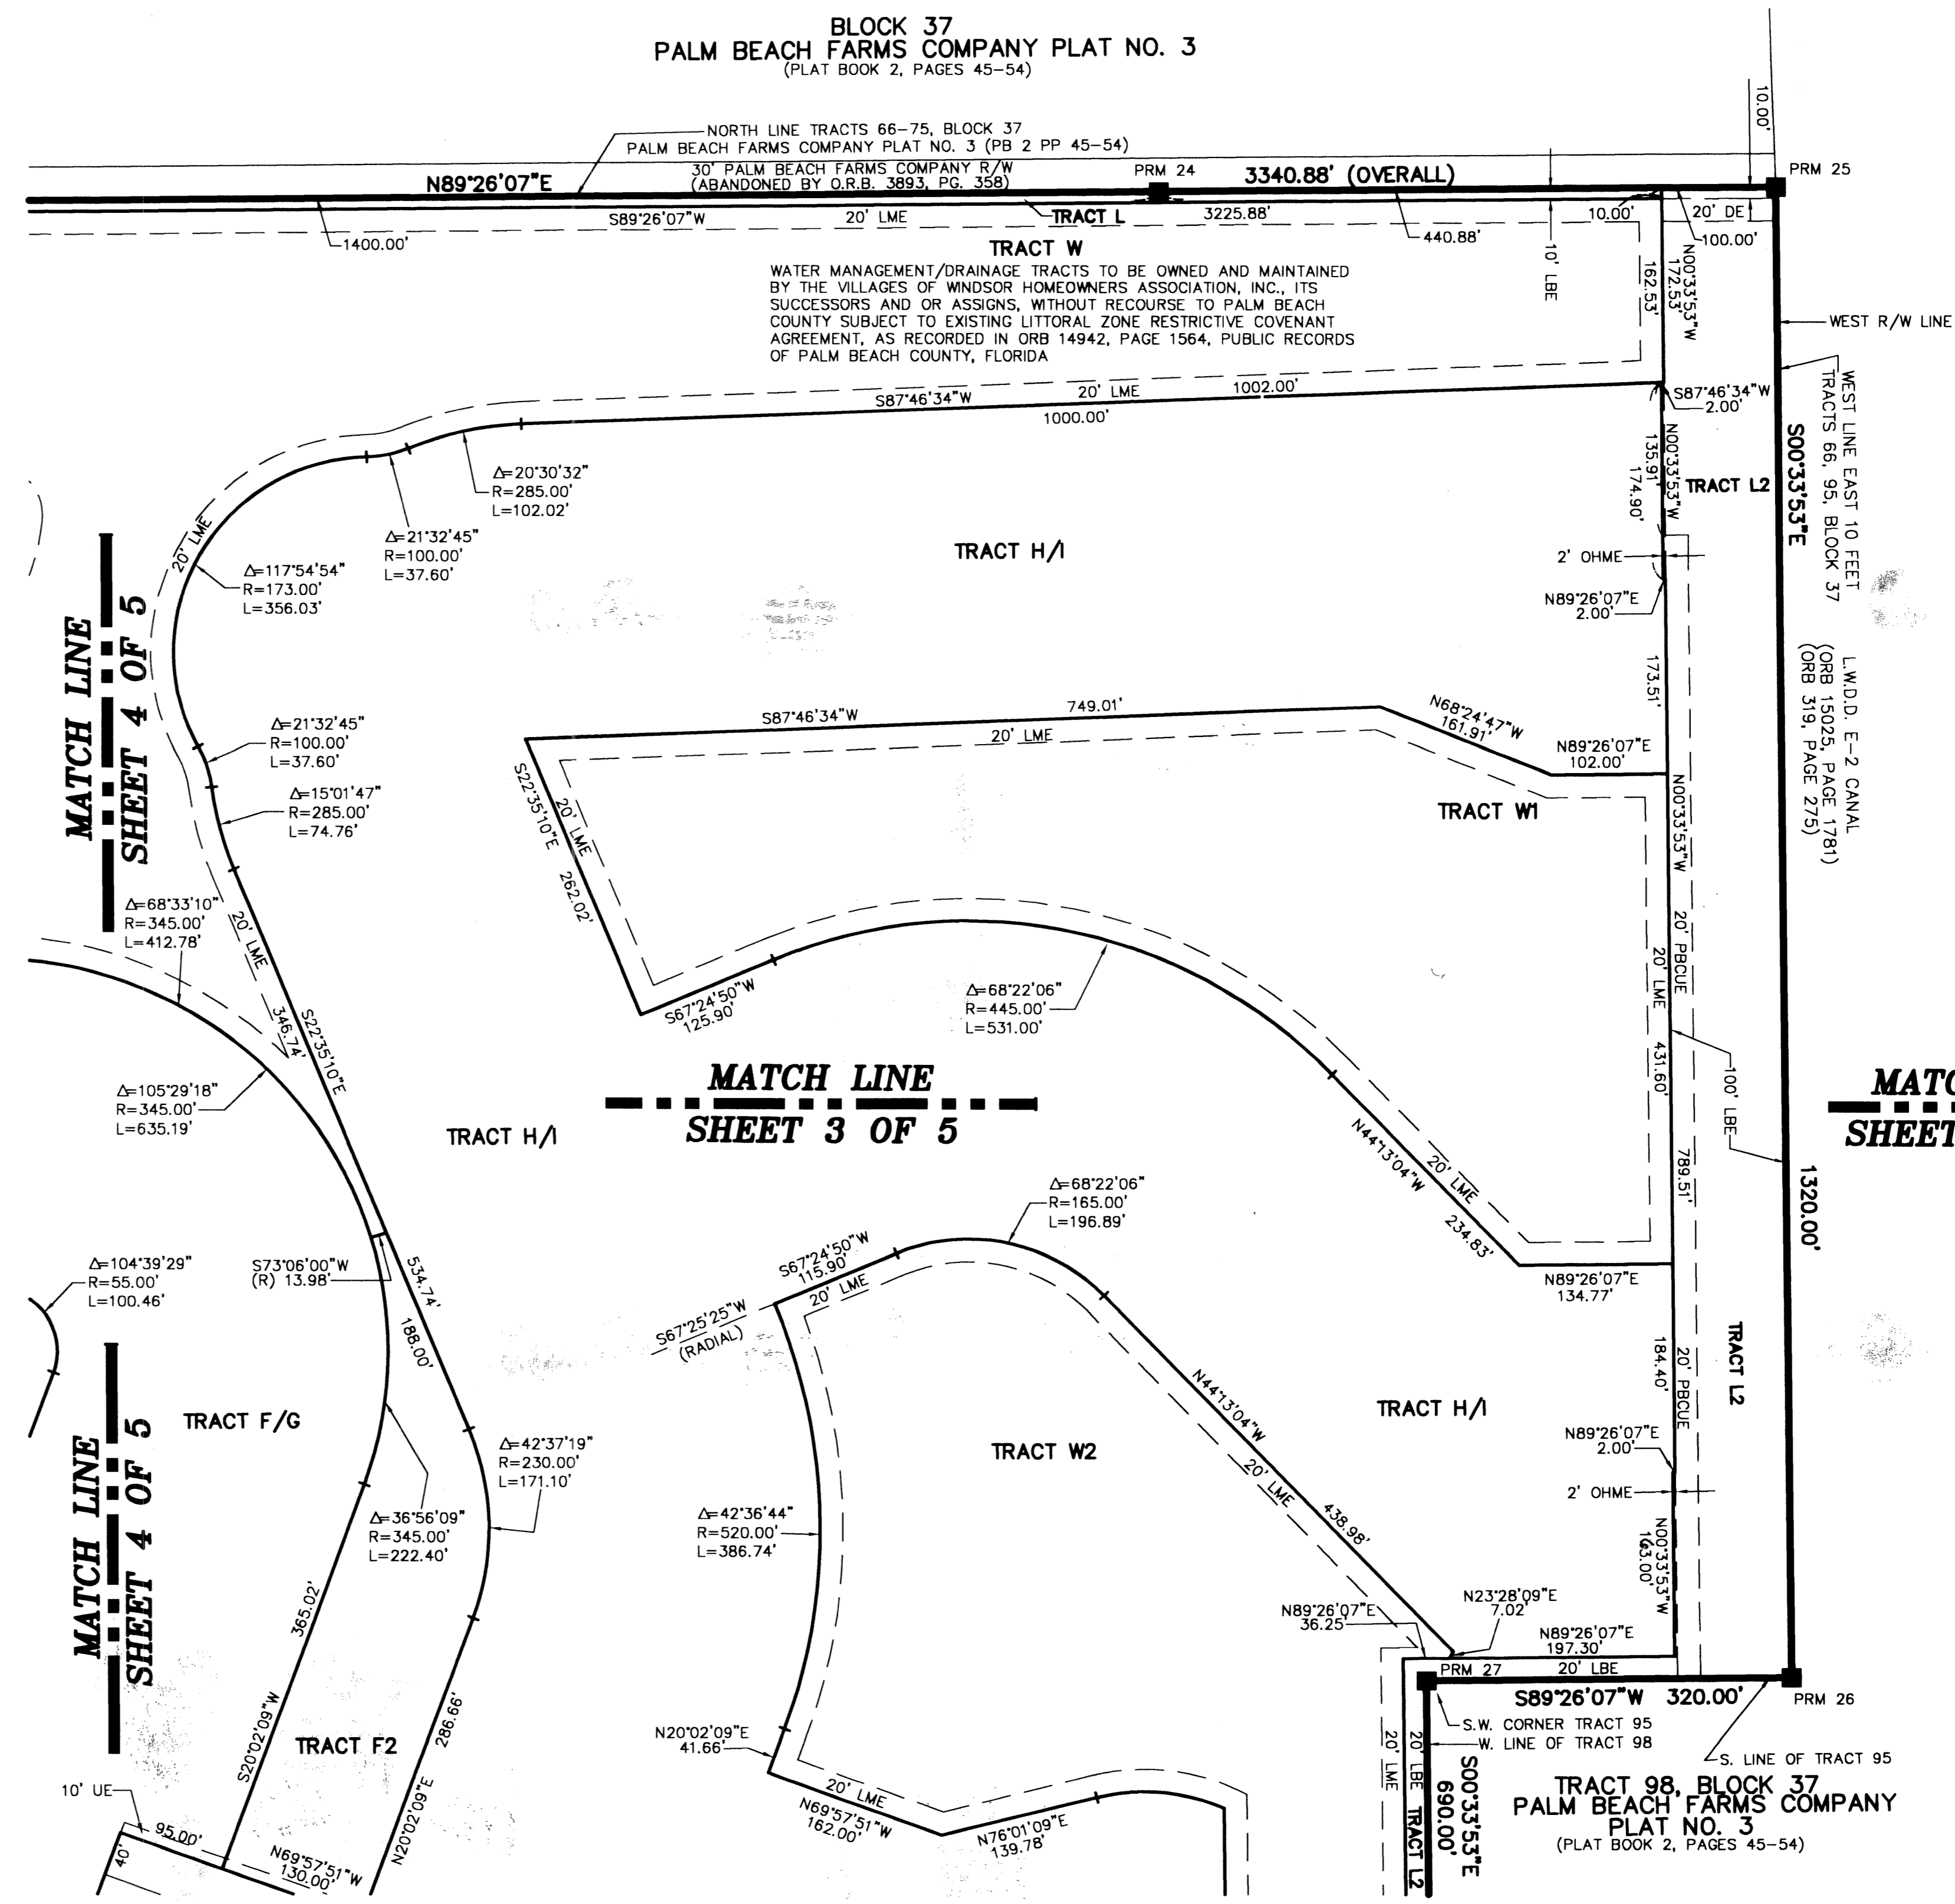 BLOCK 37
PALM BEACH FARMS COMPANY PLAT NO. 3
(PLAT BOOK 2, PAGES 45-54)
10.00'
NORTH LINE TRACTS 66-75, BLOCK 37
PALM BEACH FARMS COMPANY PLAT NO. 3 (PB 2 PP 45-54)
30' PALM BEACH FARMS COMPANY R/W
(ABANDONED BY O.R.B. 3893, PG. 358)
N89°26'07"E
PRM 24
3340.88' (OVERALL)
PRM 25
S89°26'07"W
20' LME
TRACT L
3225.88'
10.00'
20' DE
1400.00'
440.88'
100.00'
TRACT W
WATER MANAGEMENT/DRAINAGE TRACTS TO BE OWNED AND MAINTAINED
BY THE VILLAGES OF WINDSOR HOMEOWNERS ASSOCIATION, INC., ITS
SUCCESSORS AND OR ASSIGNS, WITHOUT RECOURSE TO PALM BEACH
COUNTY SUBJECT TO EXISTING LITTORAL ZONE RESTRICTIVE COVENANT
AGREEMENT, AS RECORDED IN ORB 14942, PAGE 1564, PUBLIC RECORDS
OF PALM BEACH COUNTY, FLORIDA
10' LBE
162.53'
N00°33'53"W
172.53'
WEST R/W LINE
S87°46'34"W
20' LME
1002.00'
1000.00'
S87°46'34"W
2.00'
WEST LINE EAST 10 FEET
TRACTS 66, 95, BLOCK 37
S00°33'53"E
Δ=20°30'32"
R=285.00'
L=102.02'
Δ=21°32'45"
R=100.00'
L=37.60'
Δ=117°54'54"
R=173.00'
L=356.03'
20' LME
N00°33'53"W
135.91'
174.90'
TRACT L2
TRACT H/I
2' OHME
N89°26'07"E
2.00'
MATCH LINE
SHEET 4 OF 5
L.W.D.D. E-2 CANAL
(ORB 15025, PAGE 1781)
(ORB 319, PAGE 275)
173.51'
Δ=21°32'45"
R=100.00'
L=37.60'
Δ=15°01'47"
R=285.00'
L=74.76'
S87°46'34"W
749.01'
20' LME
N68°24'47"W
161.91'
N89°26'07"E
102.00'
S22°35'10"E
20' LME
262.02'
TRACT W1
N00°33'53"W
Δ=68°33'10"
R=345.00'
L=412.78'
20' LME
346.74'
S22°35'10"E
S67°24'50"W
125.90'
Δ=68°22'06"
R=445.00'
L=531.00'
20' PBCUE
20' LME
431.60'
100' LBE
MATCH LINE
SHEET 3 OF 5
MATC
SHEET
Δ=105°29'18"
R=345.00'
L=635.19'
TRACT H/I
N44°13'04"W
20' LME
234.83'
789.51'
1320.00'
Δ=68°22'06"
R=165.00'
L=196.89'
S67°24'50"W
115.90'
20' LME
S67°25'25"W
(RADIAL)
N89°26'07"E
134.77'
Δ=104°39'29"
R=55.00'
L=100.46'
S73°06'00"W
(R) 13.98'
534.74'
188.00'
184.40'
20' PBCUE
TRACT L2
TRACT F/G
N44°13'04"W
20' LME
438.98'
TRACT H/I
TRACT W2
N89°26'07"E
2.00'
2' OHME
MATCH LINE
SHEET 4 OF 5
Δ=42°37'19"
R=230.00'
L=171.10'
Δ=36°56'09"
R=345.00'
L=222.40'
Δ=42°36'44"
R=520.00'
L=386.74'
N00°33'53"W
163.00'
365.02'
S20°02'09"W
N89°26'07"E
36.25'
N23°28'09"E
7.02'
N89°26'07"E
197.30'
PRM 27
20' LBE
S89°26'07"W 320.00'
PRM 26
286.66'
N20°02'09"E
TRACT F2
N20°02'09"E
41.66'
S.W. CORNER TRACT 95
W. LINE OF TRACT 98
S. LINE OF TRACT 95
20' LME
20' LBE
TRACT L2
S00°33'53"E
690.00'
10' UE
95.00'
40'
N69°57'51"W
130.00'
20' LME
N69°57'51"W
162.00'
N76°01'09"E
139.78'
TRACT 98, BLOCK 37
PALM BEACH FARMS COMPANY
PLAT NO. 3
(PLAT BOOK 2, PAGES 45-54)